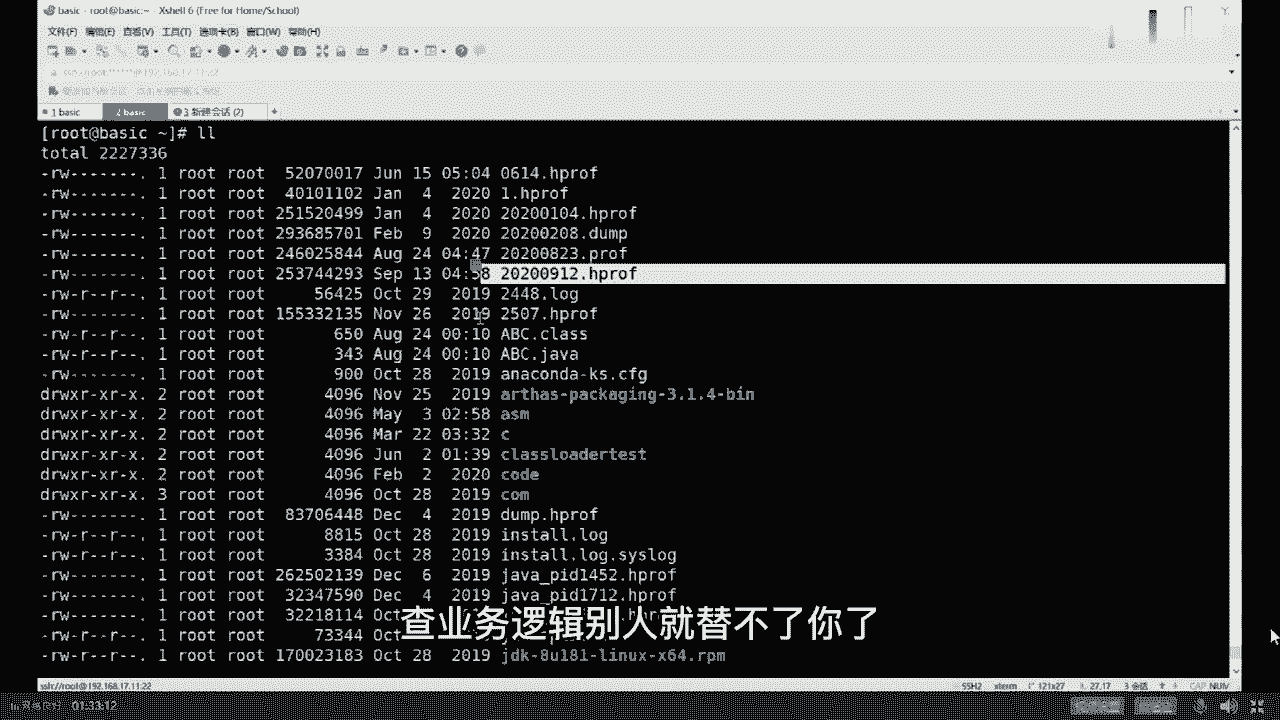 basic - root@basic:~ - Xshell 6 (Free for Home/School)
文件(F) 编辑(E) 查看(V) 工具(T) 选项卡(B) 窗口(W) 帮助(H)
1 basic 2 basic 3 新建会话 (2) +
[root@basic ~]# ll
total 2227336
-rw-------. 1 root root 52070017 Jun 15 05:04 0614.hprof
-rw-------. 1 root root 40101102 Jan 4 2020 1.hprof
-rw-------. 1 root root 251520499 Jan 4 2020 20200104.hprof
-rw-------. 1 root root 293685701 Feb 9 2020 20200208.dump
-rw-------. 1 root root 246025844 Aug 24 04:47 20200823.prof
-rw-------. 1 root root 253744293 Sep 13 04:58 20200912.hprof
-rw-r--r--. 1 root root 56425 Oct 29 2019 2448.log
-rw-------. 1 root root 155332135 Nov 26 2019 2507.hprof
-rw-r--r--. 1 root root 650 Aug 24 00:10 ABC.class
-rw-r--r--. 1 root root 343 Aug 24 00:10 ABC.java
-rw-------. 1 root root 900 Oct 28 2019 anaconda-ks.cfg
drwxr-xr-x. 2 root root 4096 Nov 25 2019 arthas-packaging-3.1.4-bin
drwxr-xr-x. 2 root root 4096 May 3 02:58 asm
drwxr-xr-x. 2 root root 4096 Mar 22 03:32 c
drwxr-xr-x. 2 root root 4096 Jun 2 01:39 classloadertest
drwxr-xr-x. 2 root root 4096 Feb 2 2020 code
drwxr-xr-x. 3 root root 4096 Oct 28 2019 com
-rw-------. 1 root root 83706448 Dec 4 2019 dump.hprof
-rw-r--r--. 1 root root 8815 Oct 28 2019 install.log
-rw-r--r--. 1 root root 3384 Oct 28 2019 install.log.syslog
-rw-------. 1 root root 262502139 Dec 6 2019 java_pid1452.hprof
-rw-------. 1 root root 32347590 Dec 4 2019 java_pid1712.hprof
-rw-------. 1 root root 32218114 Oct
查业务逻辑别人就替不了你了
-rw-r--r--. 1 root root 73344
-rw-r--r--. 1 root root 170023183 Oct 28 2019 jdk-8u181-linux-x64.rpm
ssh://root@192.168.17.11:22 SSH2 xterm 121x27 27,17 3 会话 CAP NUM
01:33:12